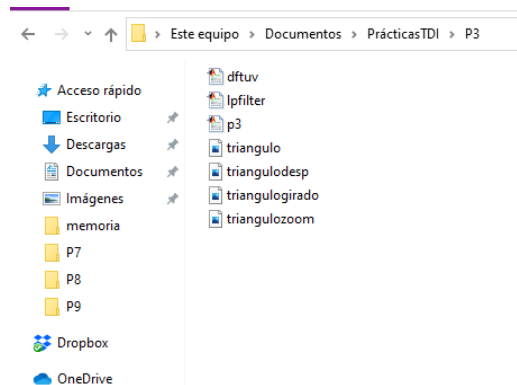 Este equipo > Documentos > PrácticasTDI > P3
Acceso rápido
Escritorio
Descargas
Documentos
Imágenes
memoria
P7
P8
P9
Dropbox
OneDrive
dftuv
lpfilter
p3
triangulo
triangulodesp
triangulogirado
triangulozoom